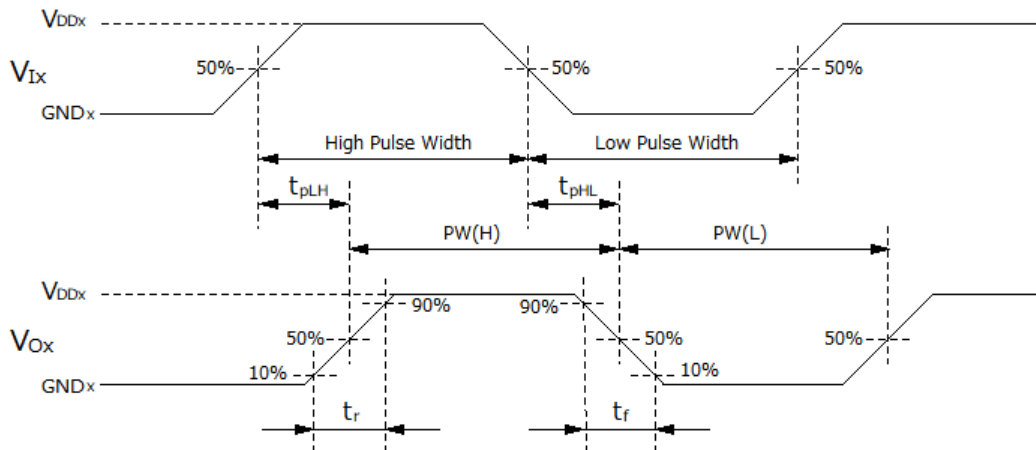 VDDx
VIx
50%
50%
50%
GNDx
High Pulse Width
Low Pulse Width
tpLH
tpHL
PW(H)
PW(L)
VDDx
90%
90%
VOx
50%
50%
50%
10%
10%
GNDx
tr
tf